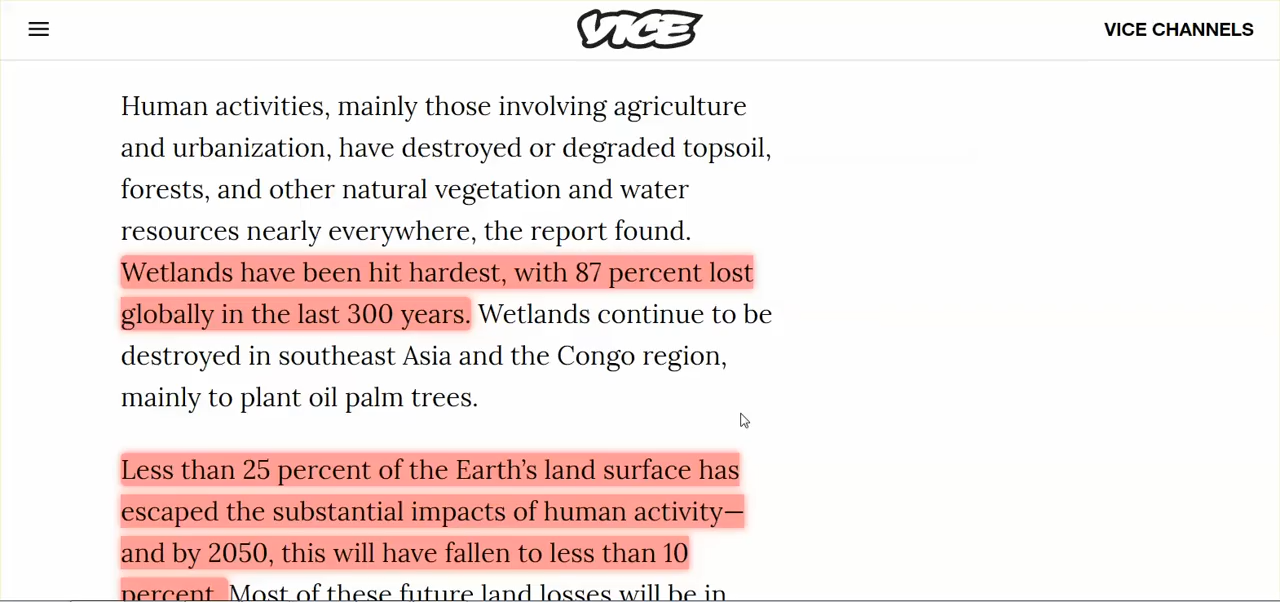 VICE
VICE CHANNELS
Human activities, mainly those involving agriculture
and urbanization, have destroyed or degraded topsoil,
forests, and other natural vegetation and water
resources nearly everywhere, the report found.
Wetlands have been hit hardest, with 87 percent lost
globally in the last 300 years. Wetlands continue to be
destroyed in southeast Asia and the Congo region,
mainly to plant oil palm trees.
Less than 25 percent of the Earth’s land surface has
escaped the substantial impacts of human activity—
and by 2050, this will have fallen to less than 10
percent. Most of these future land losses will be in